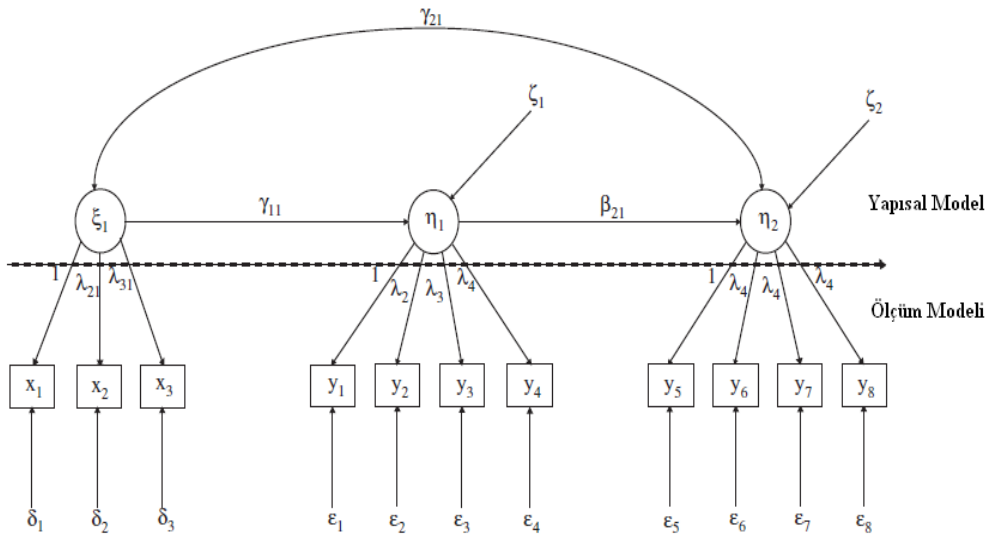 γ21
ζ1
ζ2
ξ1 γ11 η1 β21 η2 Yapısal Model
1 λ21 λ31 1 λ2 λ3 λ4 1 λ4 λ4 λ4
Ölçüm Modeli
x1 x2 x3 y1 y2 y3 y4 y5 y6 y7 y8
δ1 δ2 δ3 ε1 ε2 ε3 ε4 ε5 ε6 ε7 ε8